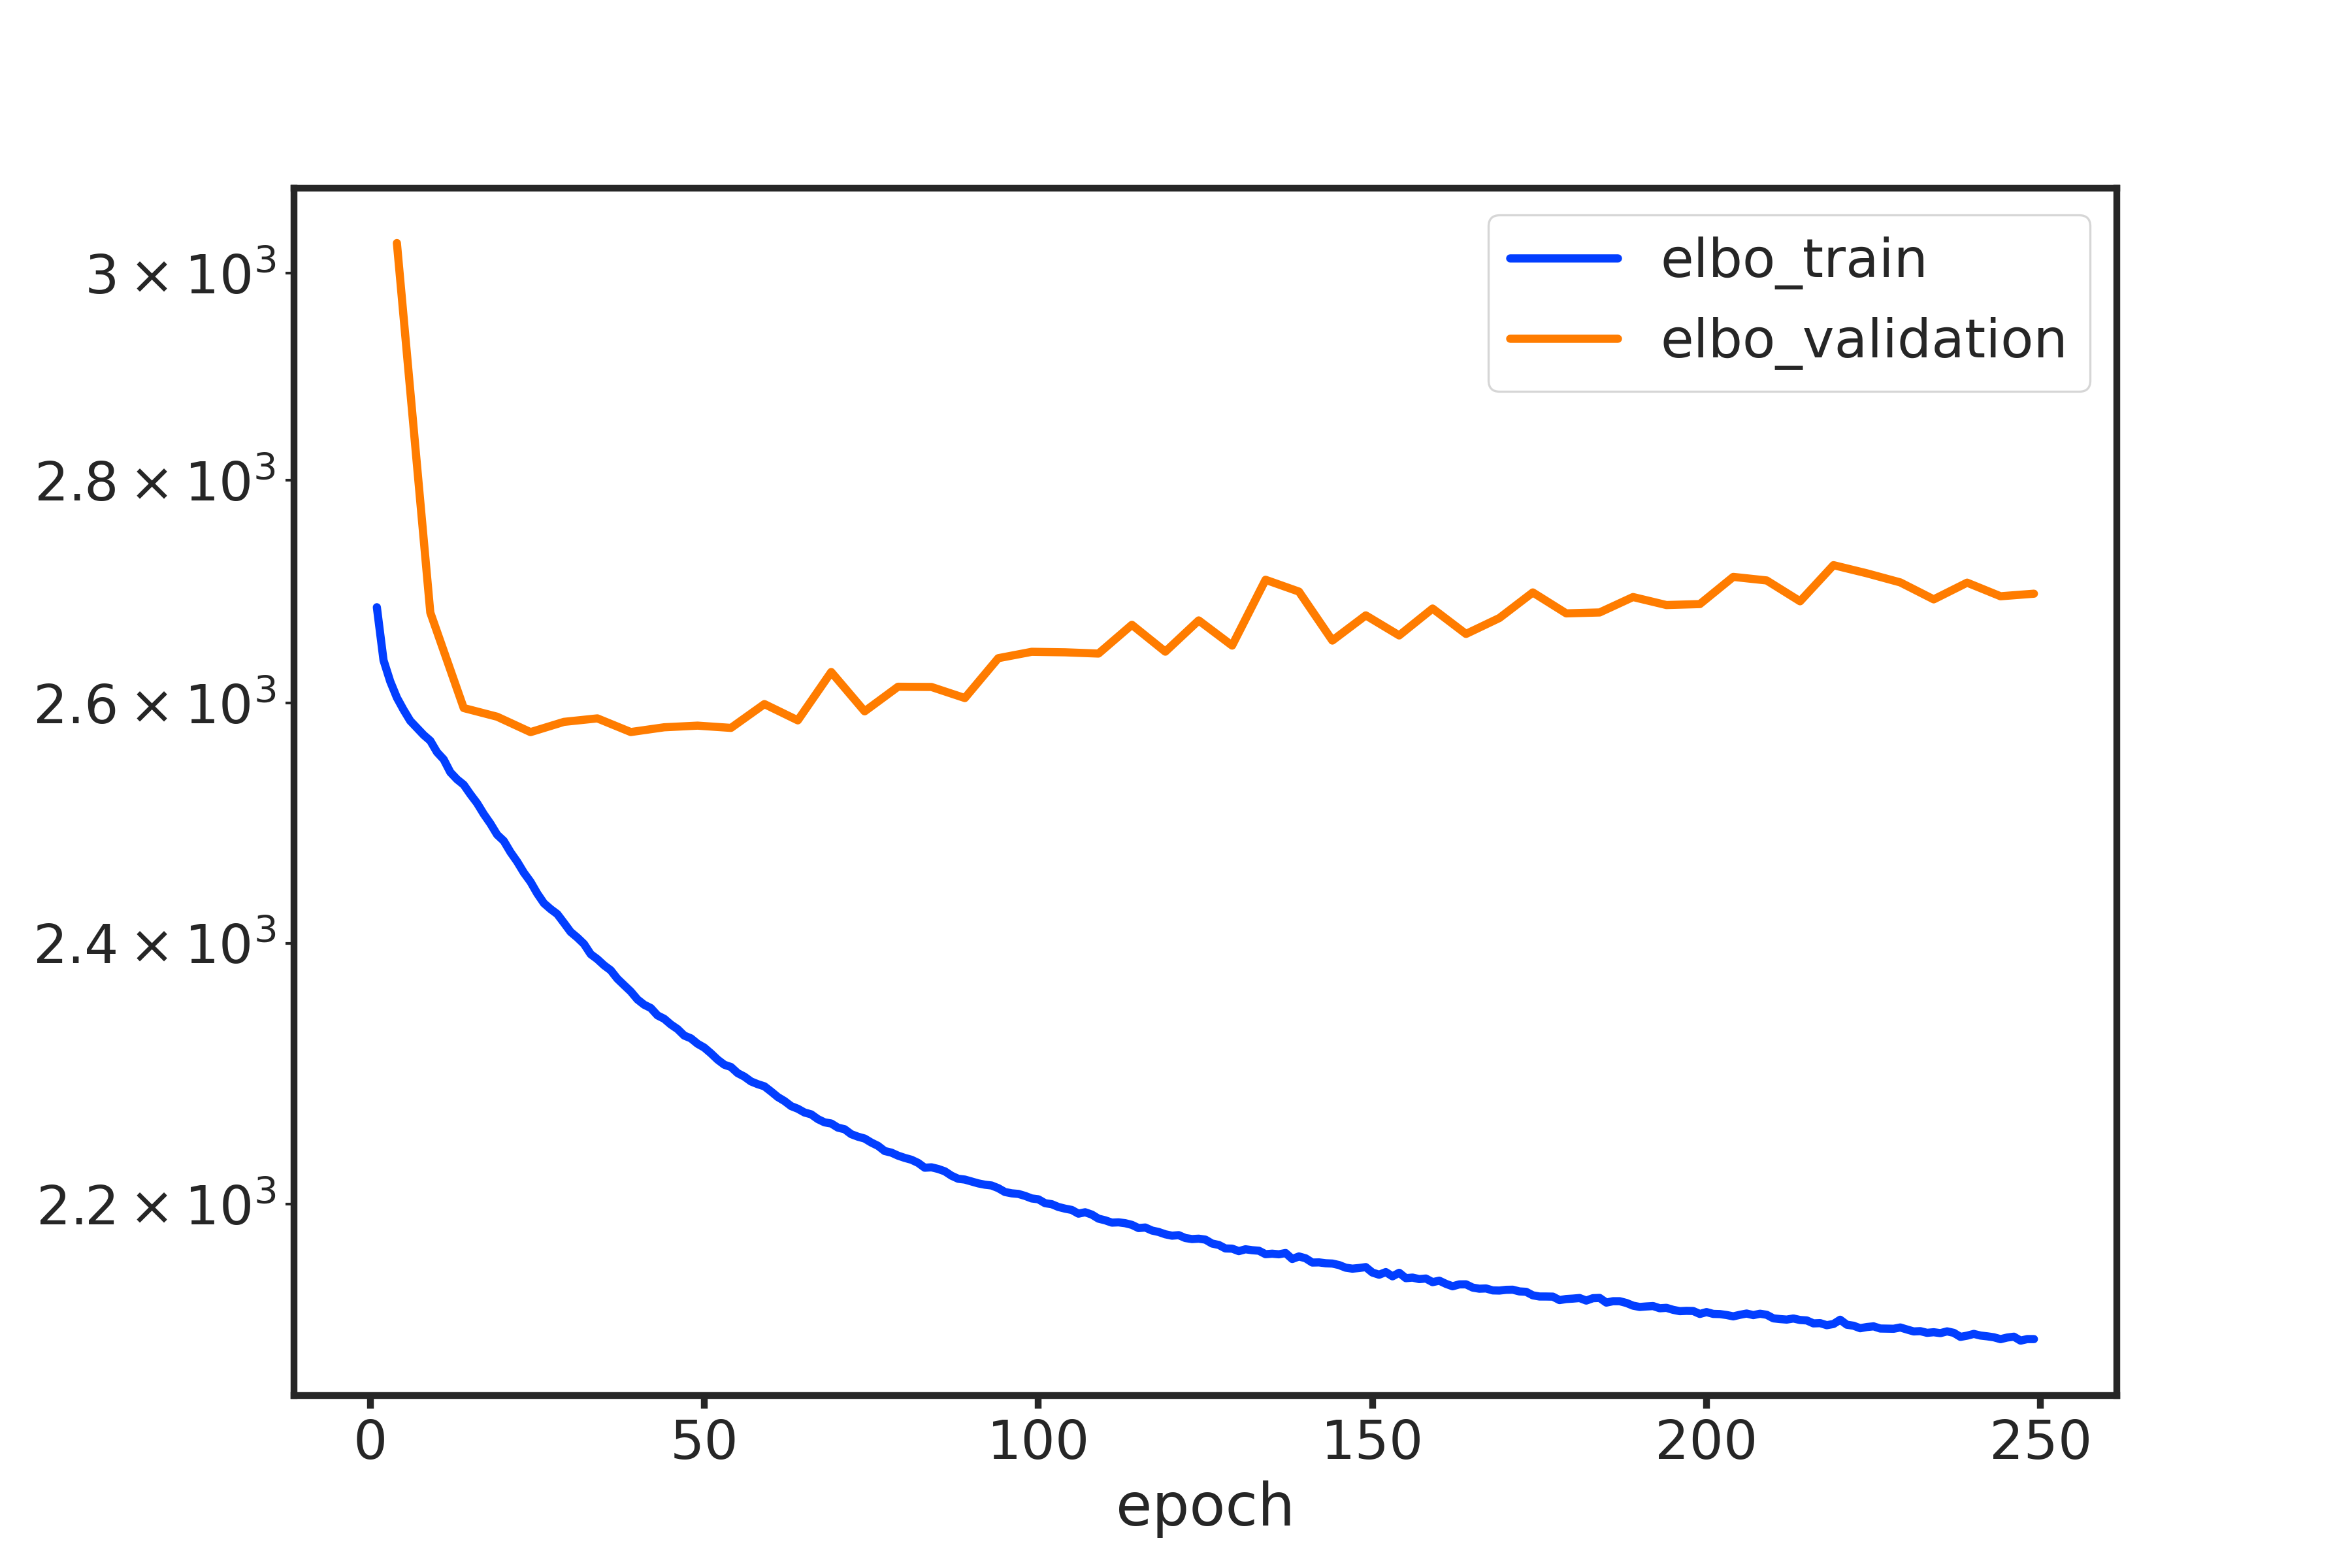 3 × 10³
2.8 × 10³
2.6 × 10³
2.4 × 10³
2.2 × 10³
elbo_train
elbo_validation
0 50 100 150 200 250
epoch